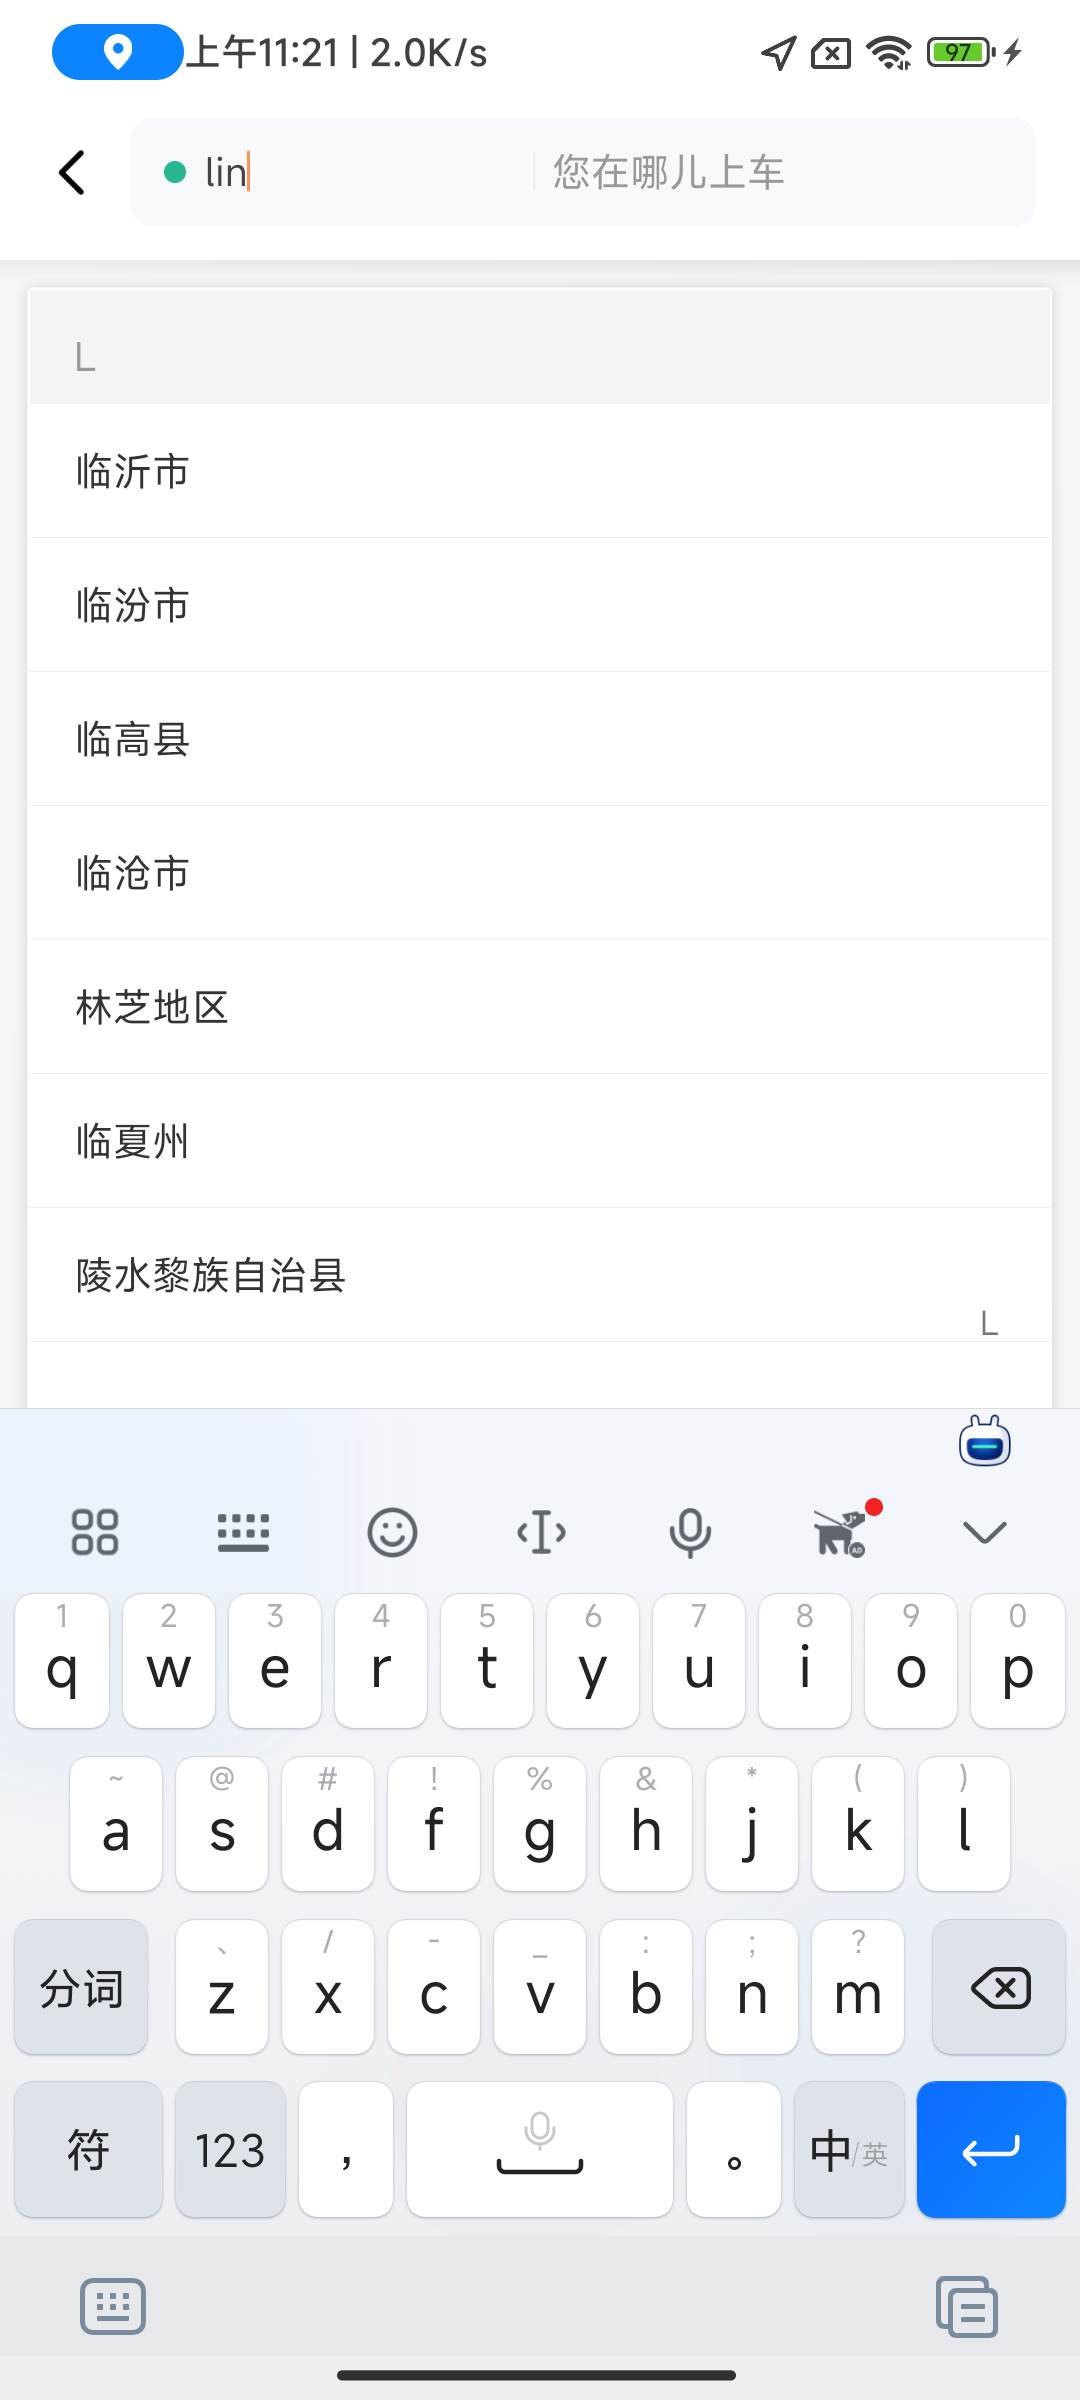 上午11:21 | 2.0K/s 97
lin 您在哪儿上车
L
临沂市
临汾市
临高县
临沧市
林芝地区
临夏州
陵水黎族自治县
L
AD
1 2 3 4 5 6 7 8 9 0
q w e r t y u i o p
~ @ # ! % & * ( )
a s d f g h j k l
、 / - _ : ; ?
分词 z x c v b n m
符 123 , 。 中/英